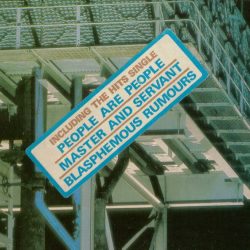 INCLUDING THE HITS SINGLE
PEOPLE ARE PEOPLE
MASTER AND SERVANT
BLASPHEMOUS RUMOURS